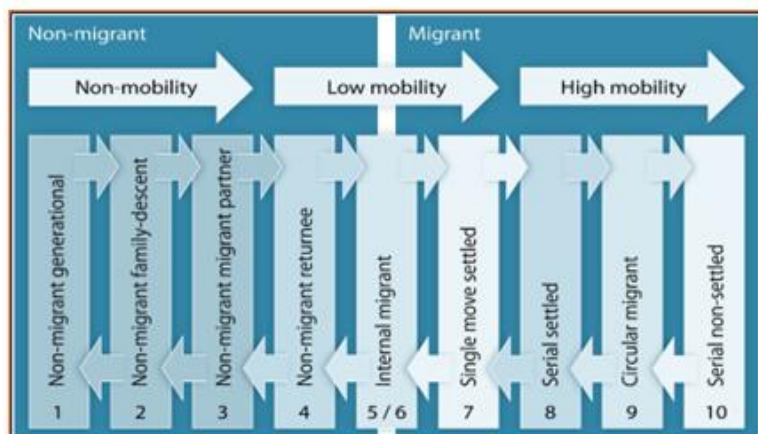 Non-migrant
Migrant
Non-mobility
Low mobility
High mobility
Non-migrant generational
1
Non-migrant family-descent
2
Non-migrant migrant partner
3
Non-migrant returnee
4
Internal migrant
5 / 6
Single move settled
7
Serial settled
8
Circular migrant
9
Serial non-settled
10